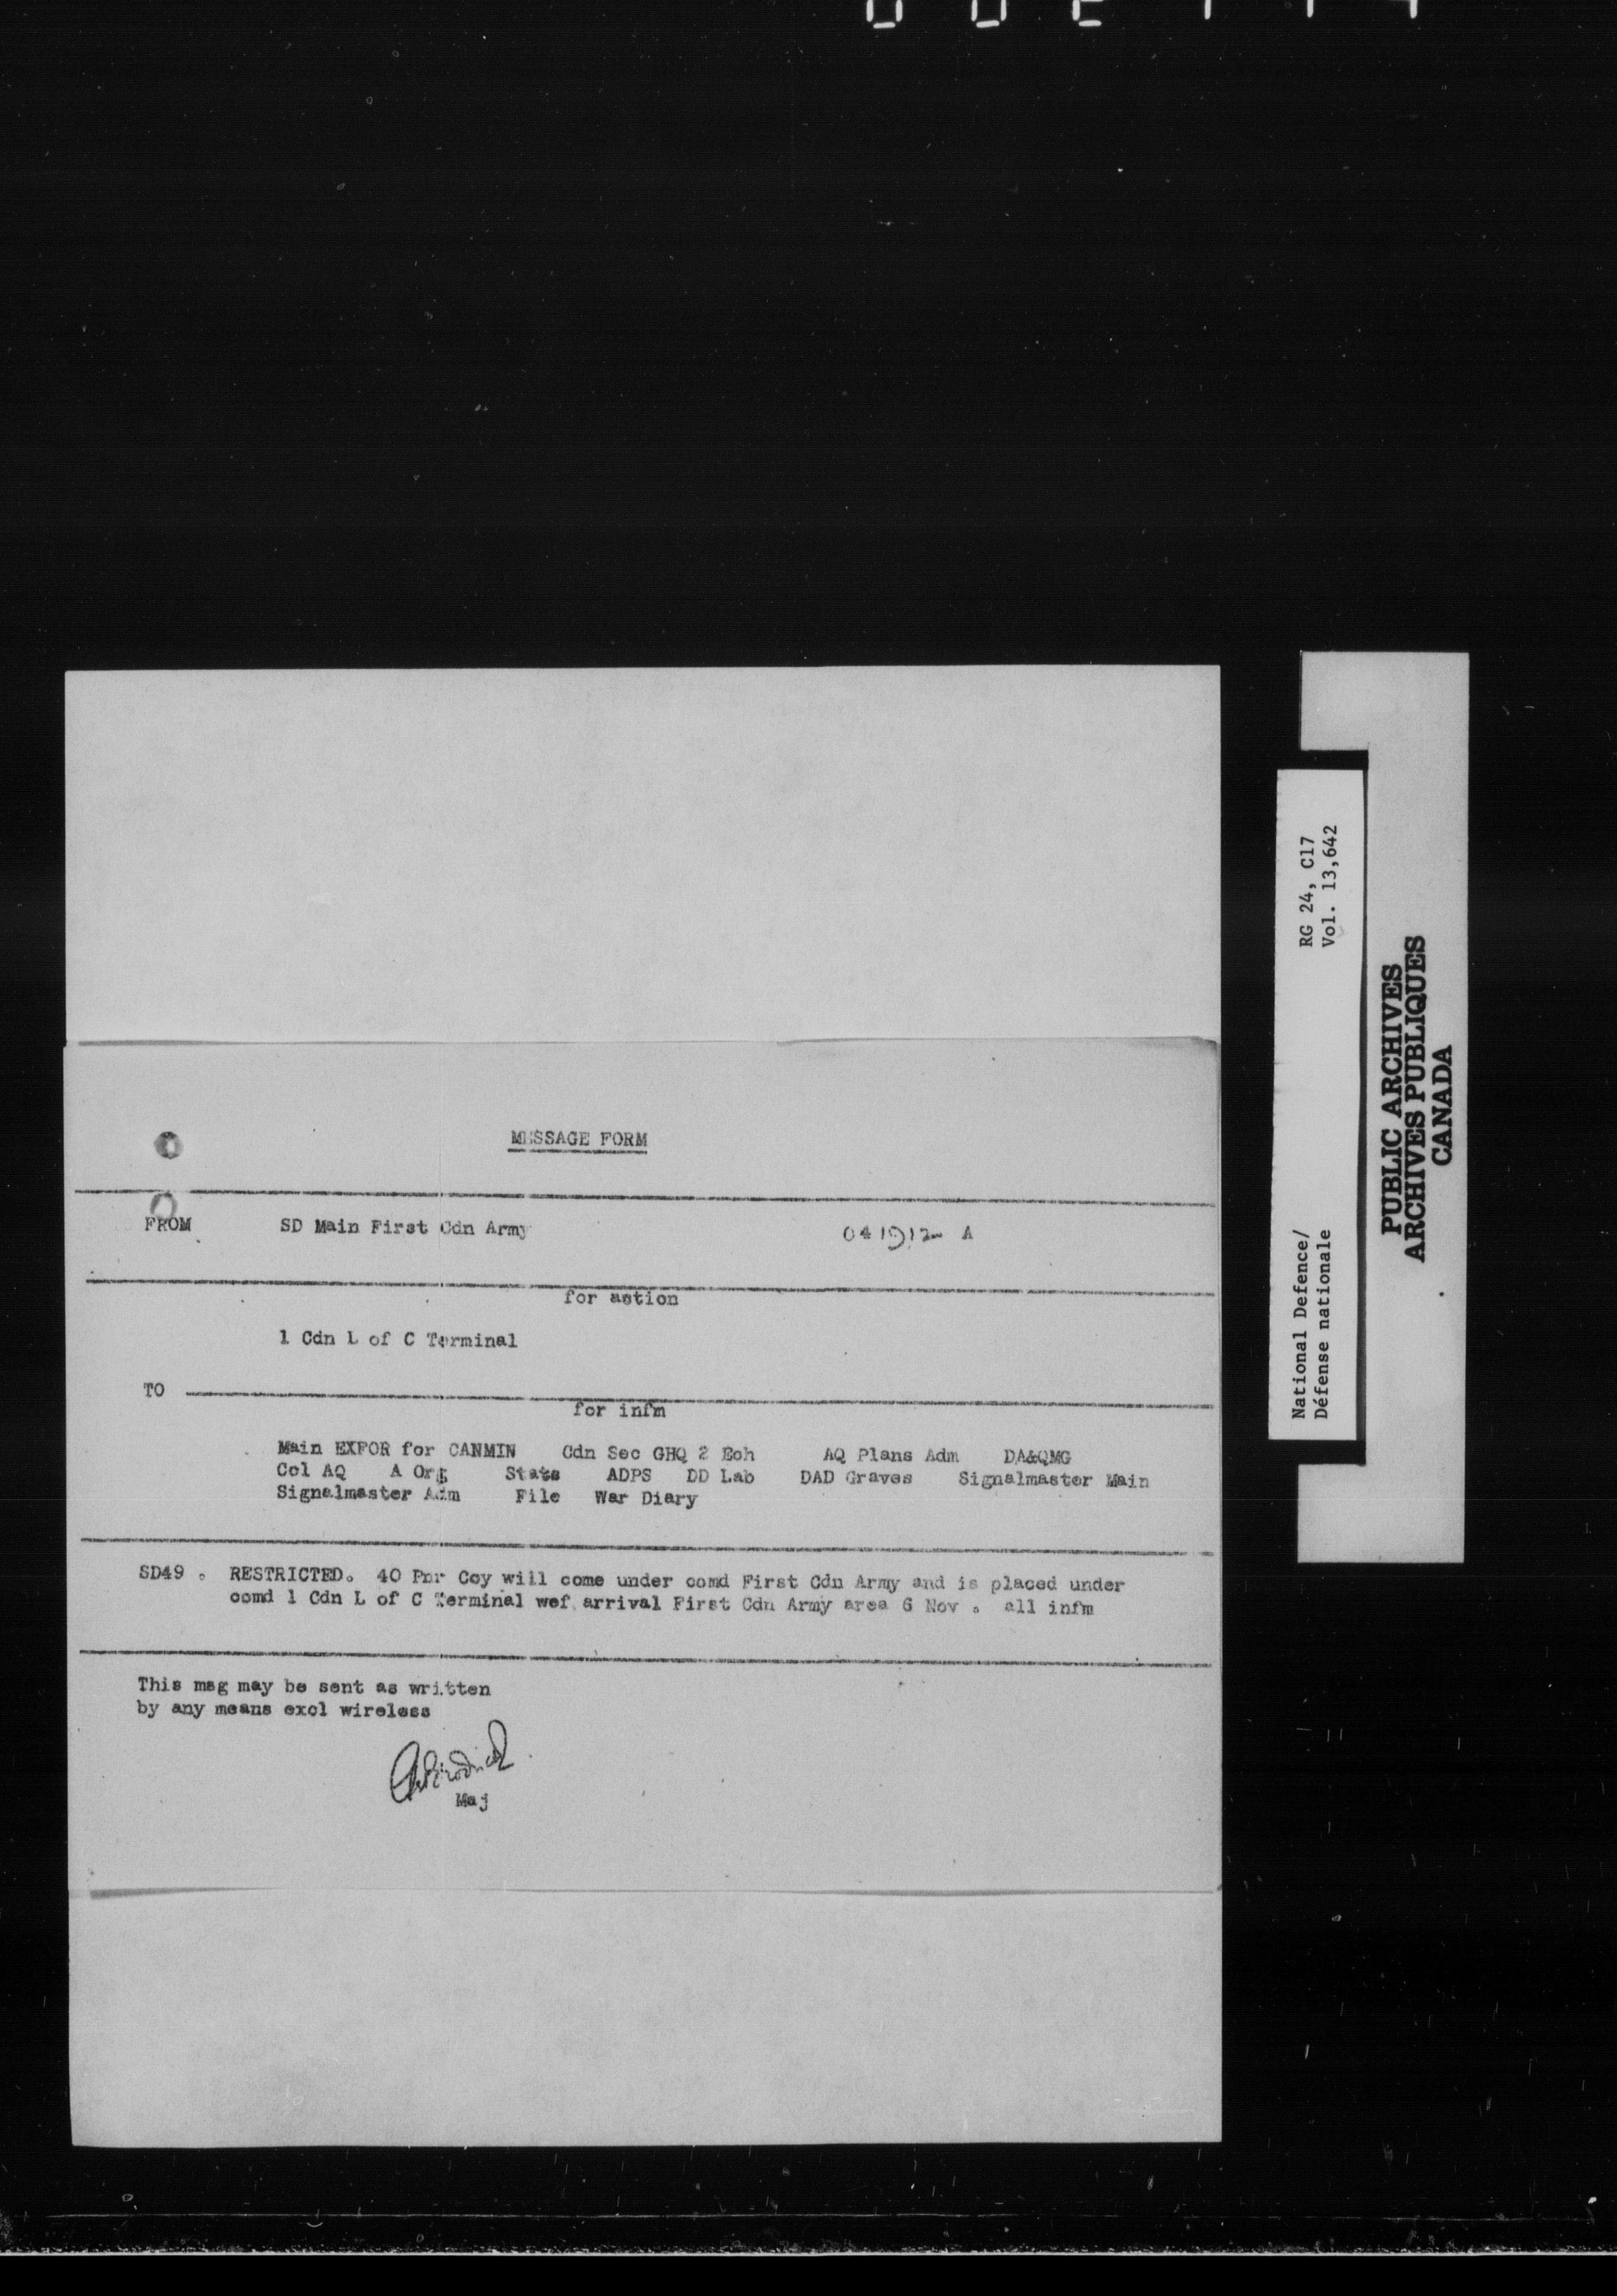 MESSAGE FORM
FROM SD Main First Cdn Army A
for action
1 Cdn L of C Terminal
TO
for infm
Main EXFOR for CANMIN Cdn Sec GHQ 2 Ech AQ Plans Adm DA&QMG
Col AQ A Org Stats ADPS DD Lab DAD Graves Signalmaster Main
Signalmaster Adm File War Diary
SD49 . RESTRICTED. 40 Pnr Coy will come under comd First Cdn Army and is placed under
comd 1 Cdn L of C Terminal wef arrival First Cdn Army area 6 Nov . all infm
This msg may be sent as written
by any means excl wireless
Maj
National Defence/ RG 24, C17
Défense nationale Vol. 13,642
PUBLIC ARCHIVES
ARCHIVES PUBLIQUES
CANADA